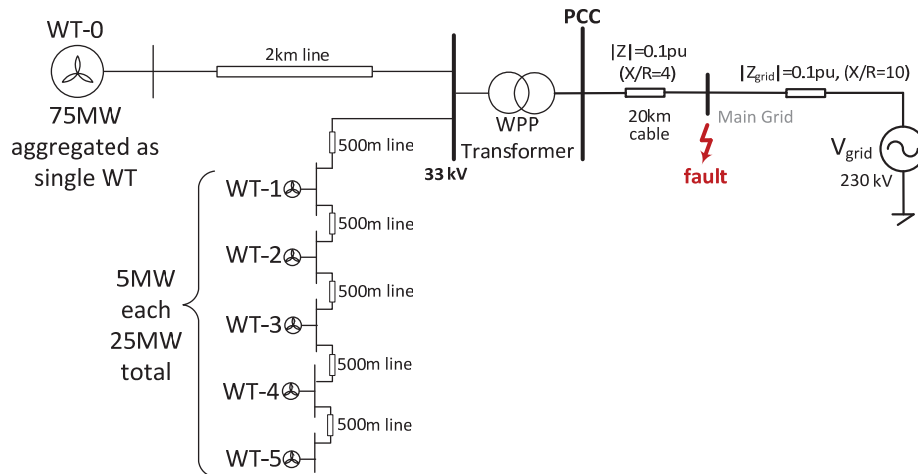 WT-0
75MW
aggregated as
single WT
2km line
33 kV
WPP
Transformer
PCC
|Z|=0.1pu
(X/R=4)
20km
cable
Main Grid
fault
|Zgrid|=0.1pu, (X/R=10)
Vgrid
230 kV
500m line
WT-1
500m line
WT-2
500m line
WT-3
500m line
WT-4
500m line
WT-5
5MW
each
25MW
total